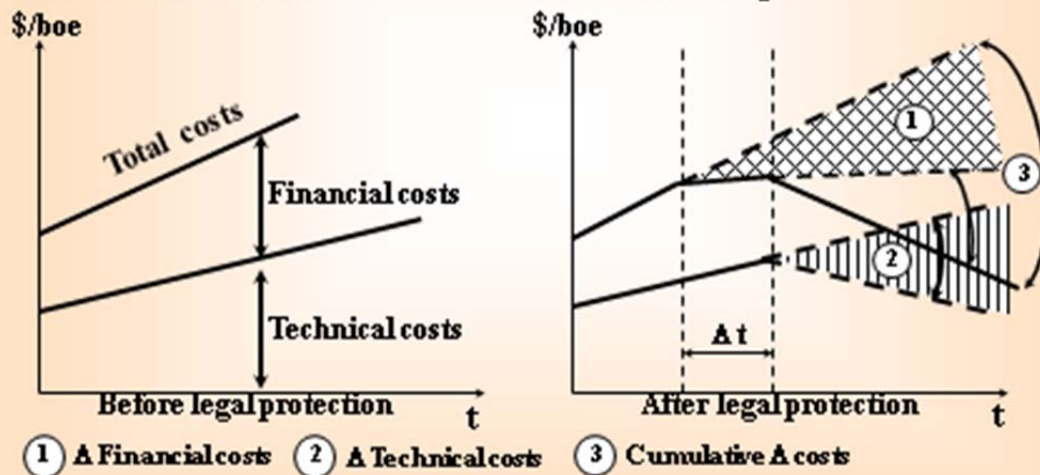 $/boe
$/boe
Total costs
Financial costs
Technical costs
1
2
3
Δ t
Before legal protection
t
After legal protection
t
1 Δ Financial costs 2 Δ Technical costs 3 Cumulative Δ costs